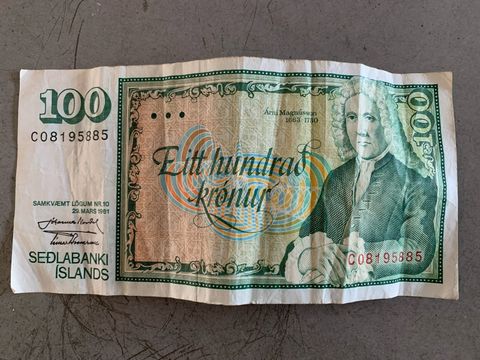 100
C08195885
SAMKVÆMT LÖGUM NR.10
29. MARS 1961
SEÐLABANKI
ÍSLANDS
Árni Magnússon
1663-1730
Eitt hundrað
krónur
100
C08195885